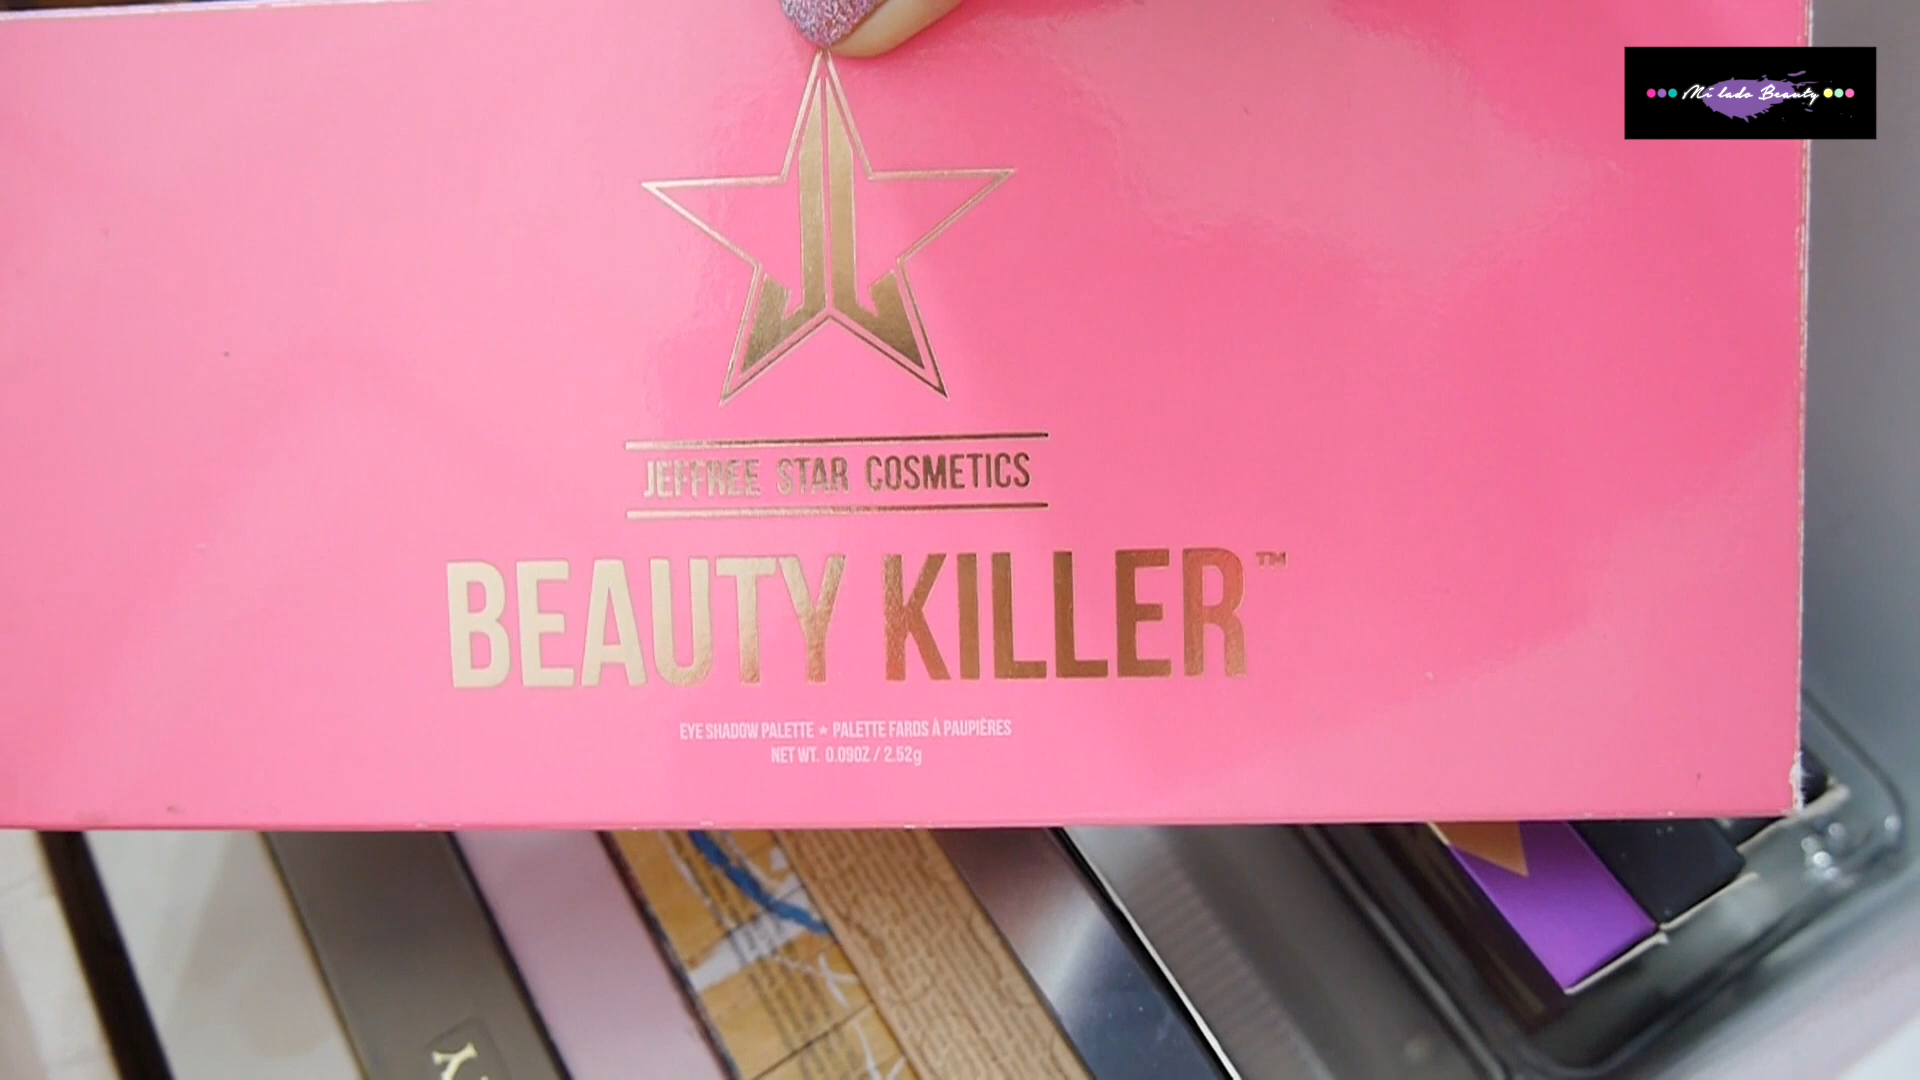 Mi lado Beauty
JEFFREE STAR COSMETICS
BEAUTY KILLER™
EYE SHADOW PALETTE ★ PALETTE FARDS À PAUPIÈRES
NET WT. 0.09OZ / 2.52g